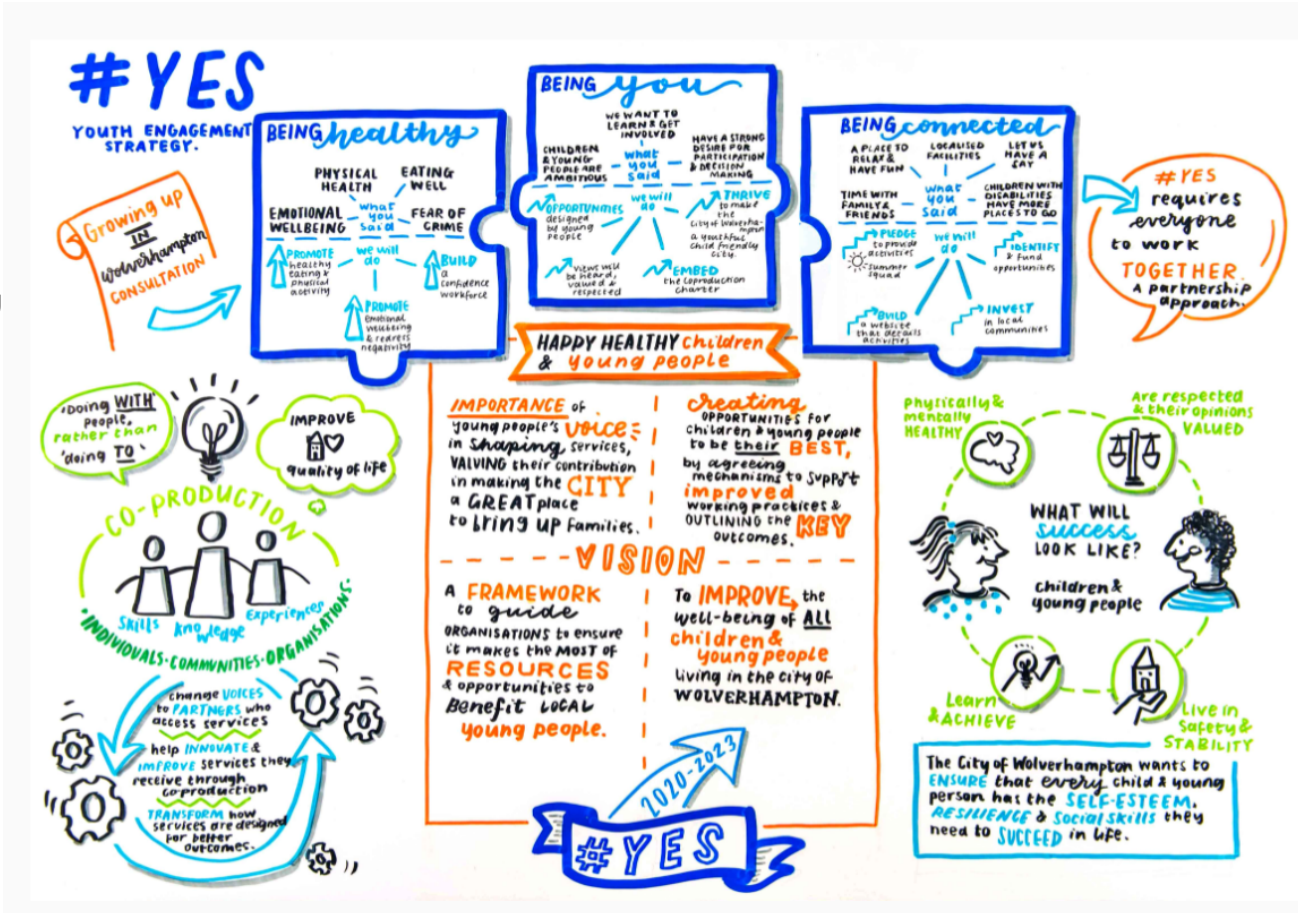 #YES
YOUTH ENGAGEMENT
STRATEGY.
Growing up
IN
Wolverhampton
CONSULTATION
BEING healthy
PHYSICAL
HEALTH
EATING
WELL
EMOTIONAL
WELLBEING
what
you
said
FEAR OF
CRIME
we will
do
PROMOTE
healthy
eating &
physical
activity
PROMOTE
Emotional
wellbeing
& redress
negativity
BUILD
a
confidence
workforce
BEING you
WE WANT TO
LEARN & GET
INVOLVED
CHILDREN
& YOUNG
PEOPLE ARE
AMBITIOUS
what
you
said
HAVE A STRONG
DESIRE FOR
PARTICIPATION
& DECISION
MAKING
we will
do
OPPORTUNITIES
designed
by young
people
THRIVE
to make
the
City of Wolverha-
mpton
a youthful
Child friendly
City.
Views will
be heard,
valued &
respected
EMBED
the coproduction
charter
BEING connected
A PLACE TO
RELAX &
HAVE FUN
LOCALISED
FACILITIES
LET US
HAVE A
SAY
TIME WITH
FAMILY &
FRIENDS
what
you
said
CHILDREN WITH
DISABILITIES
HAVE MORE
PLACES TO GO
we will
do
PLEDGE
to provide
activities
Summer
squad
IDENTIFY
& fund
opportunities
BUILD
a website
that details
activities
INVEST
in local
communities
#YES
requires
everyone
to work
TOGETHER.
A partnership
approach.
HAPPY HEALTHY children
& young people
IMPORTANCE of
young people's VOICE
in shaping services,
VALVING their contribution
in making the CITY
a GREAT place
to bring up families.
creating
OPPORTUNITIES for
children & young people
to be their BEST,
by agreeing
mechanisms to support
improved
working practices &
OUTLINING the KEY
outcomes.
VISION
A FRAMEWORK
to guide
ORGANISATIONS to ensure
it makes the MOST of
RESOURCES
& opportunities to
Benefit LOCAL
young people.
To IMPROVE the
well-being of ALL
children &
young people
living in the city of
WOLVERHAMPTON.
2020-2023
#YES
'Doing WITH'
people,
rather than
'doing TO'
IMPROVE
quality of life
CO-PRODUCTION
Skills
knowledge
Experiences
INDIVIDUALS·COMMUNITIES·ORGANISATIONS.
change VOICES
to PARTNERS who
access services
help INNOVATE &
IMPROVE services they
receive through
co-production
TRANSFORM how
services are designed
for better
outcomes.
Physically &
mentally
HEALTHY
Are respected
& their opinions
VALUED
WHAT WILL
success
LOOK LIKE?
children &
young people
Learn
& ACHIEVE
Live in
Safety &
STABILITY
The City of Wolverhampton wants to
ENSURE that every child & young
person has the SELF-ESTEEM,
RESILIENCE & Social Skills they
need to SUCCEED in life.